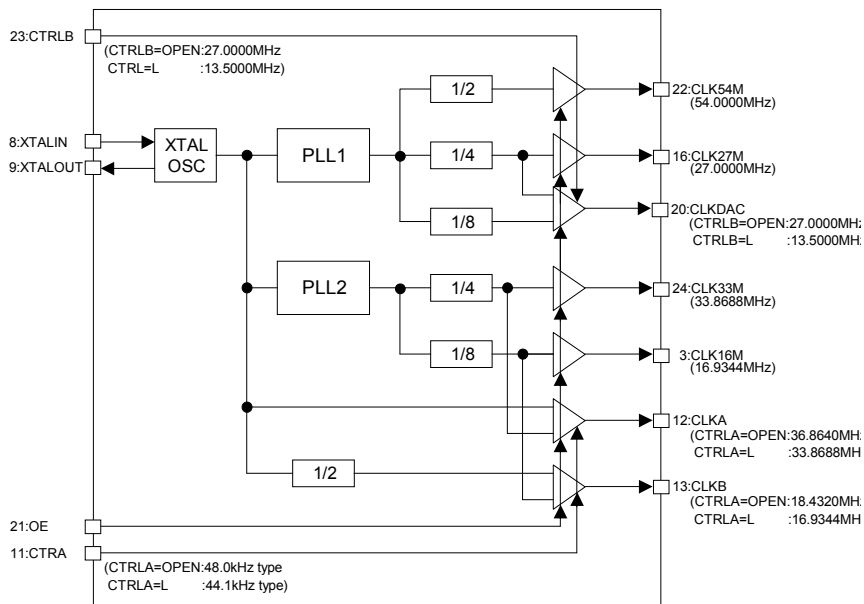 23:CTRLB
(CTRLB=OPEN:27.0000MHz
CTRL=L :13.5000MHz)
1/2
22:CLK54M
(54.0000MHz)
8:XTALIN
9:XTALOUT
XTAL
OSC
PLL1
1/4
16:CLK27M
(27.0000MHz)
1/8
20:CLKDAC
(CTRLB=OPEN:27.0000MHz
CTRLB=L :13.5000MHz
PLL2
1/4
24:CLK33M
(33.8688MHz)
1/8
3:CLK16M
(16.9344MHz)
12:CLKA
(CTRLA=OPEN:36.8640MHz
CTRLA=L :33.8688MH
1/2
13:CLKB
(CTRLA=OPEN:18.4320MHz
CTRLA=L :16.9344MH
21:OE
11:CTRA
(CTRLA=OPEN:48.0kHz type
CTRLA=L :44.1kHz type)